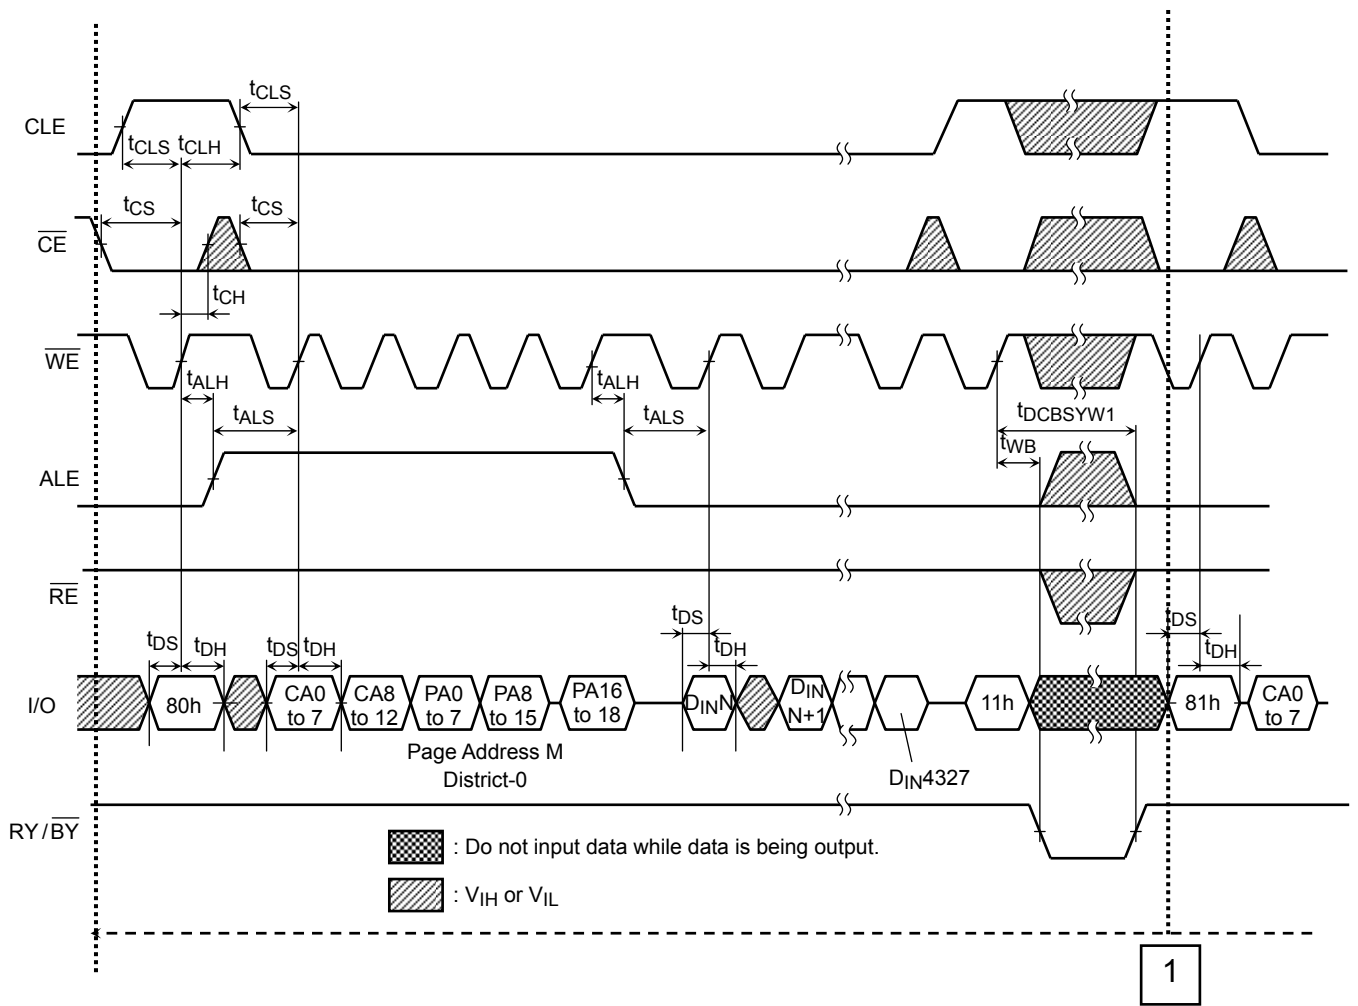 tCLS
CLE
tCLS tCLH
tCS tCS
CE
tCH
WE
tALH tALH
tALS tALS
tDCBSYW1
tWB
ALE
RE
tDS tDS
tDS tDH tDS tDH tDH tDH
I/O
80h
CA0 to 7
CA8 to 12
PA0 to 7
PA8 to 15
PA16 to 18
DINN
DIN N+1
11h
81h
CA0 to 7
Page Address M
District-0
DIN4327
RY/BY
: Do not input data while data is being output.
: VIH or VIL
1